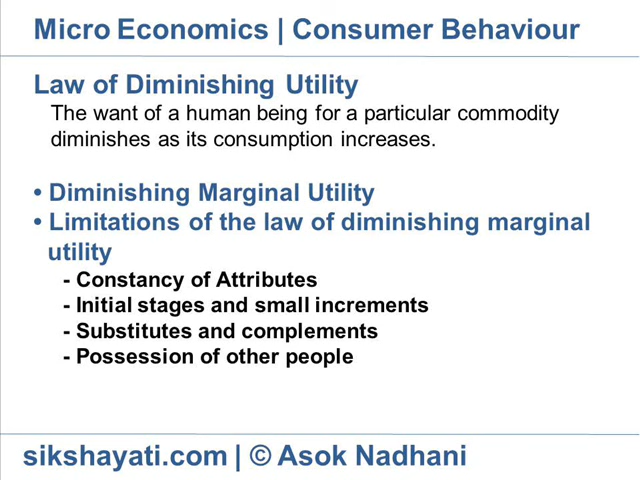 Micro Economics | Consumer Behaviour
Law of Diminishing Utility
The want of a human being for a particular commodity
diminishes as its consumption increases.
• Diminishing Marginal Utility
• Limitations of the law of diminishing marginal
utility
- Constancy of Attributes
- Initial stages and small increments
- Substitutes and complements
- Possession of other people
sikshayati.com | © Asok Nadhani